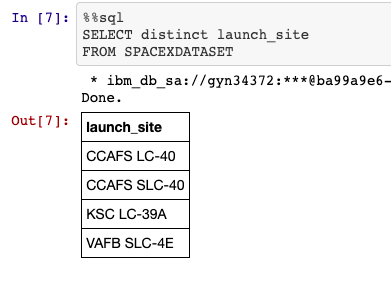 In [7]: %%sql
SELECT distinct launch_site
FROM SPACEXDATASET
* ibm_db_sa://gyn34372:***@ba99a9e6-
Done.
Out[7]: launch_site
CCAFS LC-40
CCAFS SLC-40
KSC LC-39A
VAFB SLC-4E